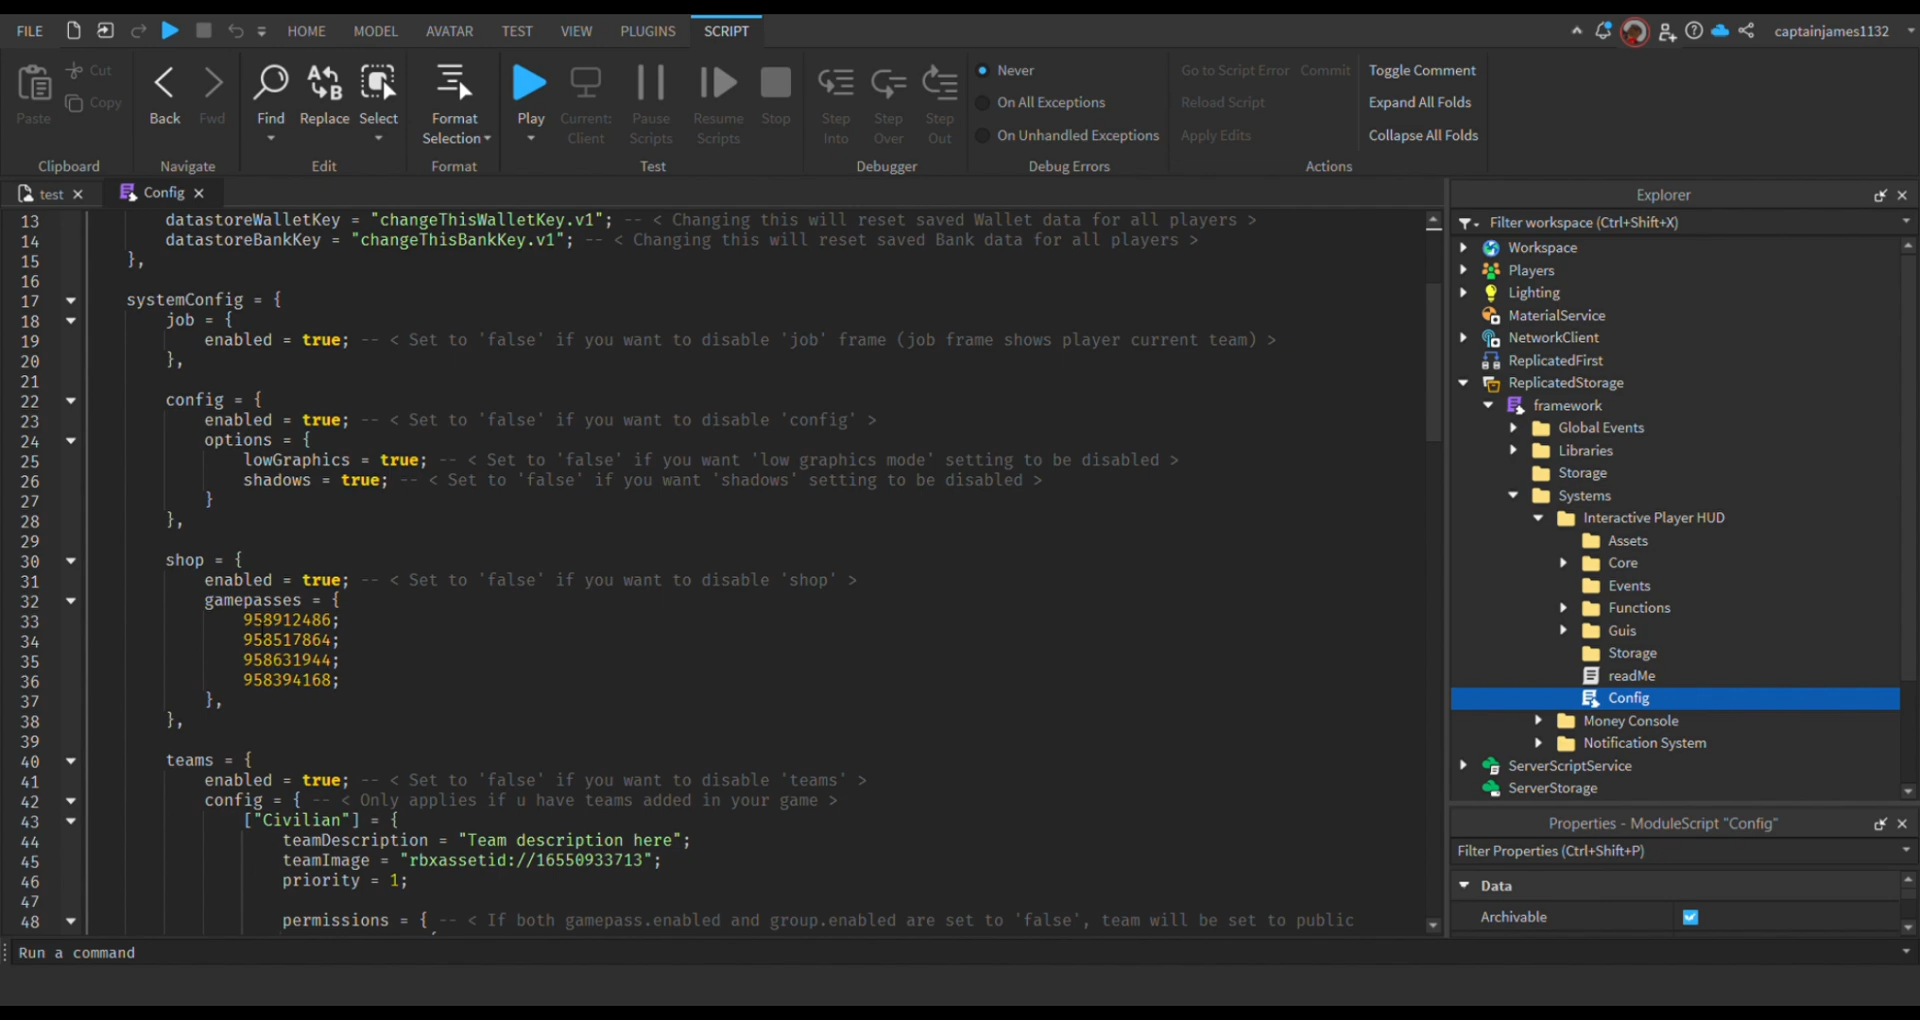 FILE HOME MODEL AVATAR TEST VIEW PLUGINS SCRIPT captainjames1132
Paste Cut Copy
Clipboard
Back Fwd
Navigate
Find Replace Select
Edit
Format Selection
Format
Play Current: Client Pause Scripts Resume Scripts Stop
Test
Step Into Step Over Step Out
Debugger
Never
On All Exceptions
On Unhandled Exceptions
Debug Errors
Go to Script Error Commit Toggle Comment
Reload Script Expand All Folds
Apply Edits Collapse All Folds
Actions
test Config
13 datastoreWalletKey = "changeThisWalletKey.v1"; -- < Changing this will reset saved Wallet data for all players >
14 datastoreBankKey = "changeThisBankKey.v1"; -- < Changing this will reset saved Bank data for all players >
15 },
16
17 systemConfig = {
18 job = {
19 enabled = true; -- < Set to 'false' if you want to disable 'job' frame (job frame shows player current team) >
20 },
21
22 config = {
23 enabled = true; -- < Set to 'false' if you want to disable 'config' >
24 options = {
25 lowGraphics = true; -- < Set to 'false' if you want 'low graphics mode' setting to be disabled >
26 shadows = true; -- < Set to 'false' if you want 'shadows' setting to be disabled >
27 }
28 },
29
30 shop = {
31 enabled = true; -- < Set to 'false' if you want to disable 'shop' >
32 gamepasses = {
33 958912486;
34 958517864;
35 958631944;
36 958394168;
37 },
38 },
39
40 teams = {
41 enabled = true; -- < Set to 'false' if you want to disable 'teams' >
42 config = { -- < Only applies if u have teams added in your game >
43 ["Civilian"] = {
44 teamDescription = "Team description here";
45 teamImage = "rbxassetid://16550933713";
46 priority = 1;
47
48 permissions = { -- < If both gamepass.enabled and group.enabled are set to 'false', team will be set to public
Run a command
Explorer
Filter workspace (Ctrl+Shift+X)
Workspace
Players
Lighting
MaterialService
NetworkClient
ReplicatedFirst
ReplicatedStorage
framework
Global Events
Libraries
Storage
Systems
Interactive Player HUD
Assets
Core
Events
Functions
Guis
Storage
readMe
Config
Money Console
Notification System
ServerScriptService
ServerStorage
Properties - ModuleScript "Config"
Filter Properties (Ctrl+Shift+P)
Data
Archivable